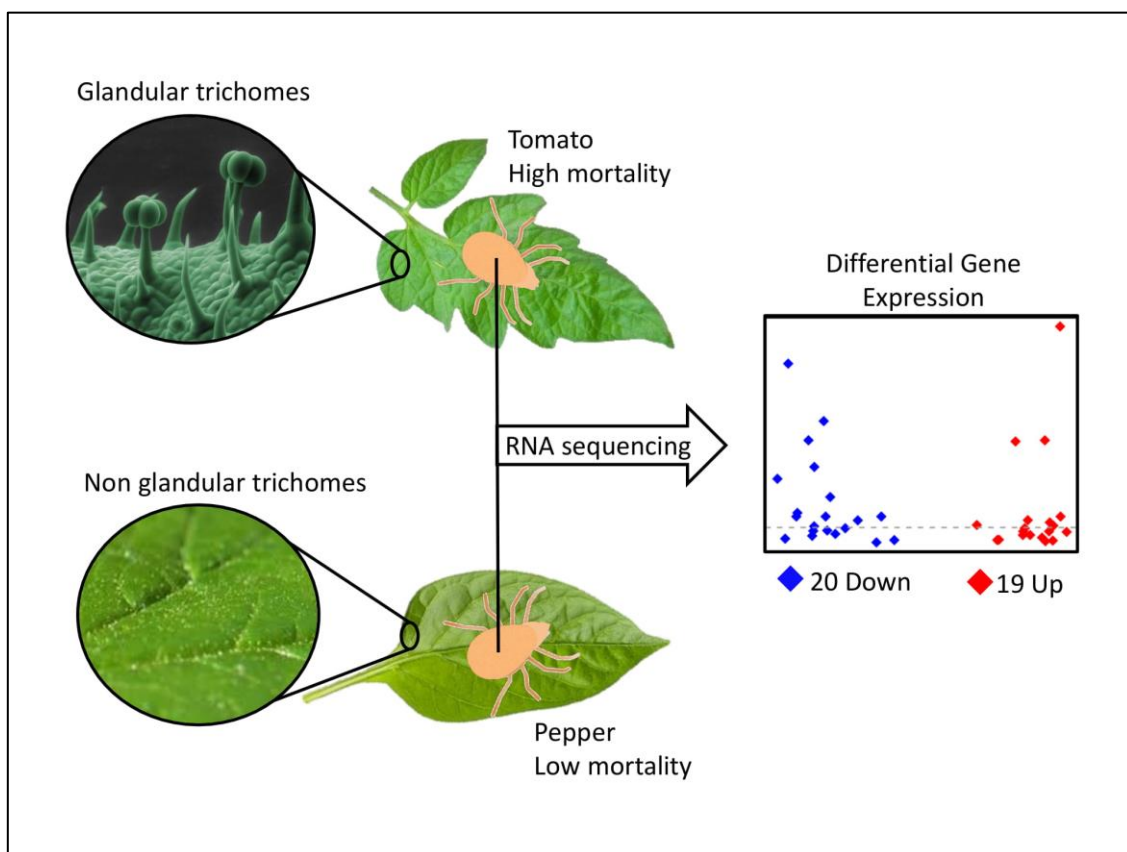 Glandular trichomes
Tomato
High mortality
Differential Gene
Expression
RNA sequencing
Non glandular trichomes
20 Down
19 Up
Pepper
Low mortality